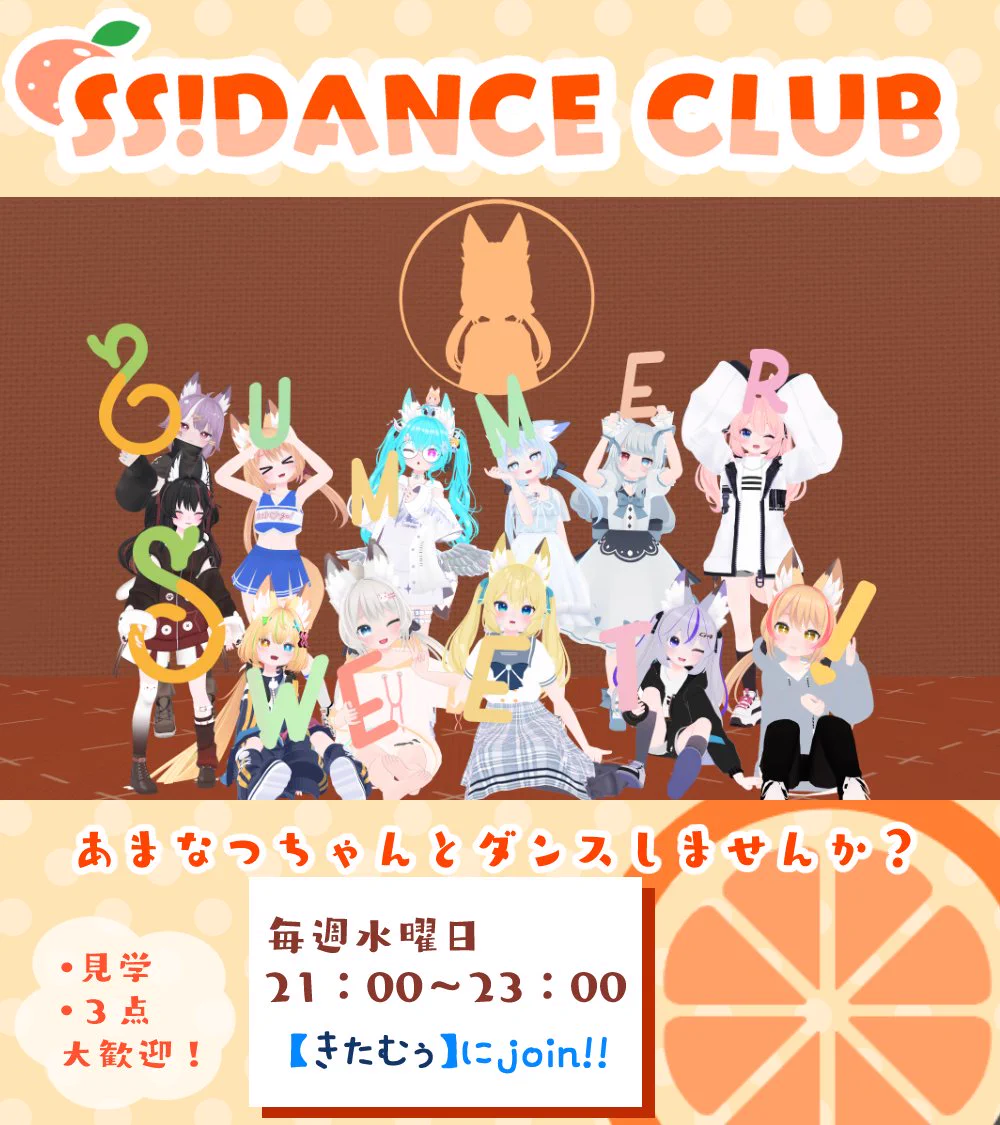 SS!DANCE CLUB
SUMMER
SWEET!
あまなつちゃんとダンスしませんか?
・見学
・3点
大歓迎!
毎週水曜日
21:00~23:00
【きたむぅ】にjoin!!